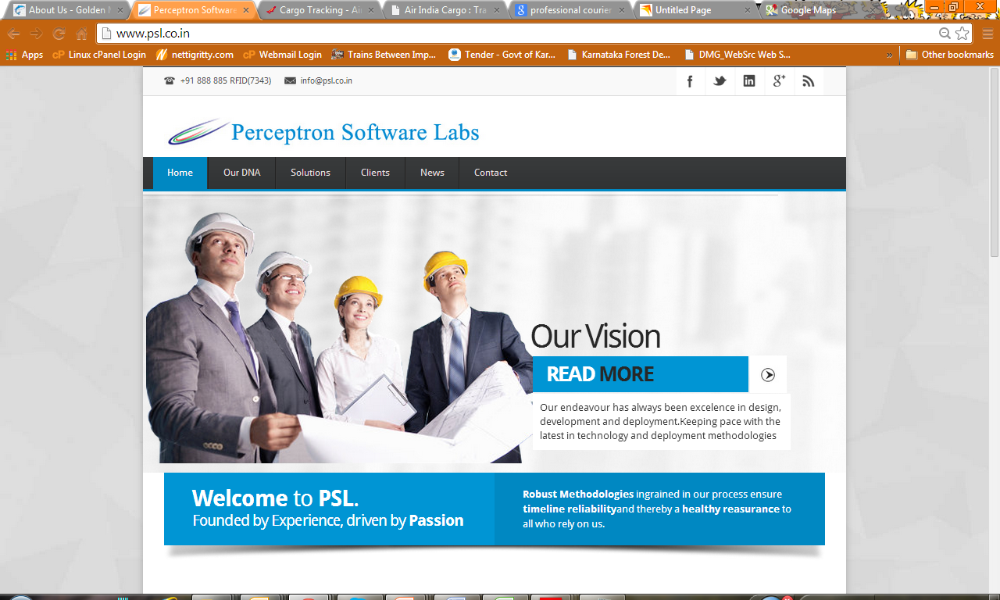 About Us - Golden
Perceptron Software
Cargo Tracking - Ai
Air India Cargo : Tra
professional courier
Untitled Page
Google Maps
www.psl.co.in
Apps
cP Linux cPanel Login
nettigritty.com
cP Webmail Login
Trains Between Imp...
Tender - Govt of Kar...
Karnataka Forest De...
DMG_WebSrc Web S...
»
Other bookmarks
+91 888 885 RFID(7343)
info@psl.co.in
Perceptron Software Labs
Home
Our DNA
Solutions
Clients
News
Contact
Our Vision
READ MORE
Our endeavour has always been excelence in design,
development and deployment.Keeping pace with the
latest in technology and deployment methodologies
Welcome to PSL.
Founded by Experience, driven by Passion
Robust Methodologies ingrained in our process ensure
timeline reliabilityand thereby a healthy reasurance to
all who rely on us.